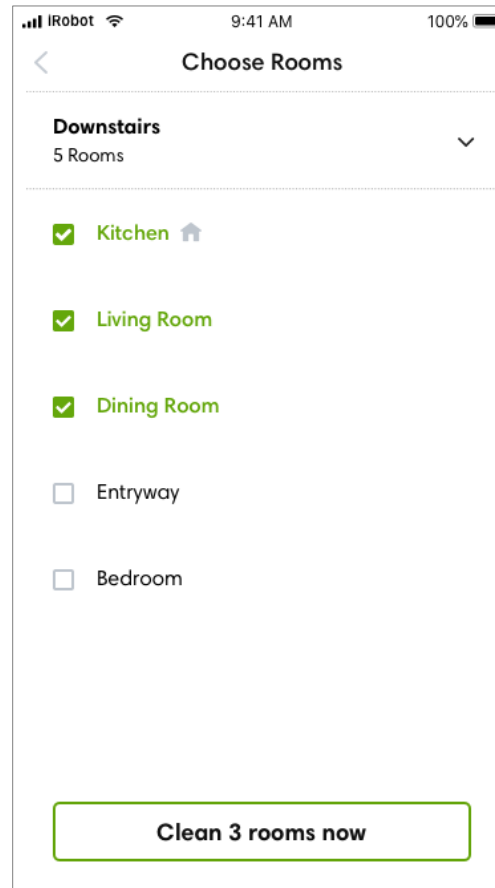 iRobot 9:41 AM 100%
Choose Rooms
Downstairs
5 Rooms
Kitchen
Living Room
Dining Room
Entryway
Bedroom
Clean 3 rooms now